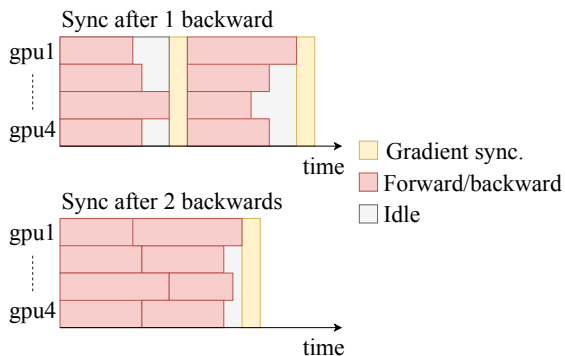 Sync after 1 backward
gpu1
gpu4
time
Gradient sync.
Forward/backward
Idle
Sync after 2 backwards
gpu1
gpu4
time